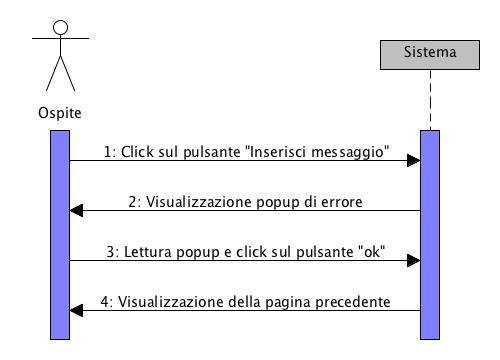 Sistema
Ospite
1: Click sul pulsante "Inserisci messaggio"
2: Visualizzazione popup di errore
3: Lettura popup e click sul pulsante "ok"
4: Visualizzazione della pagina precedente